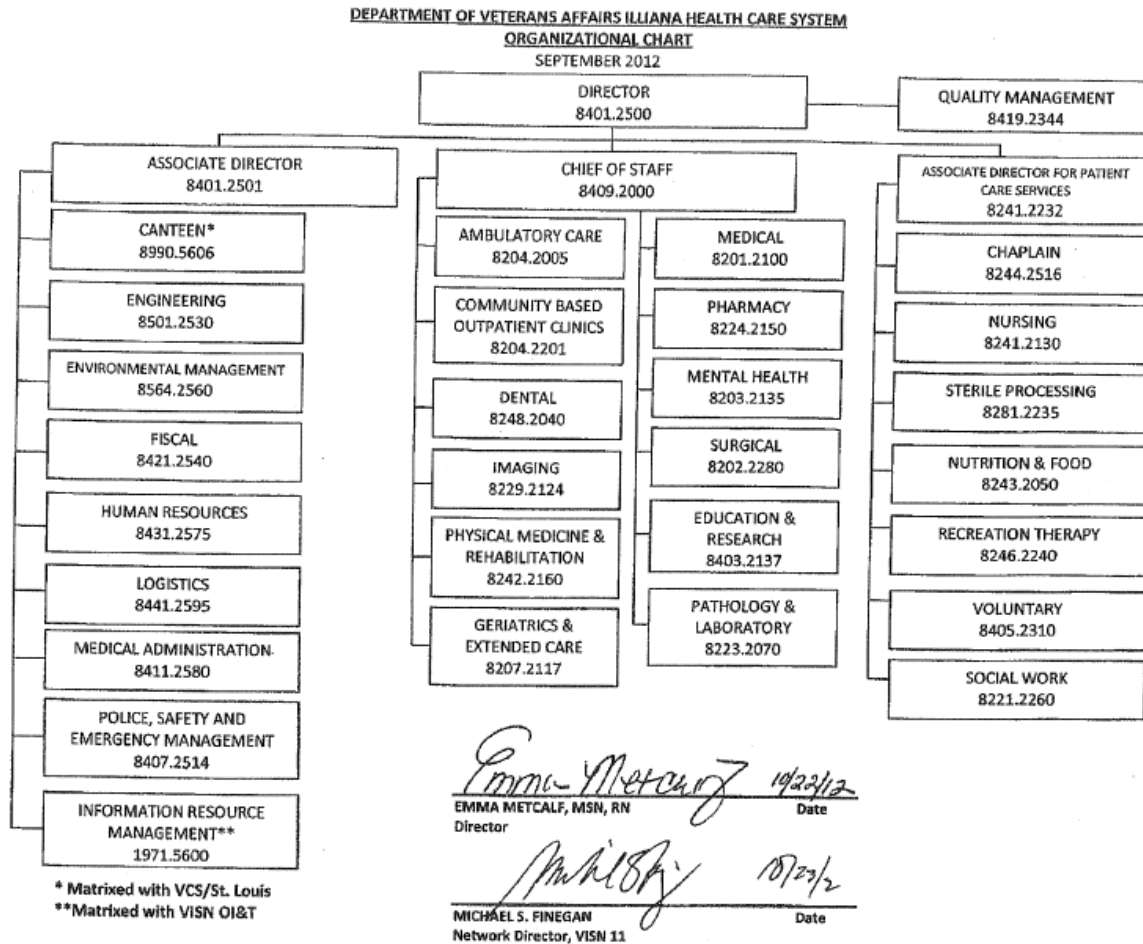 DEPARTMENT OF VETERANS AFFAIRS ILLIANA HEALTH CARE SYSTEM
ORGANIZATIONAL CHART
SEPTEMBER 2012
DIRECTOR
8401.2500
QUALITY MANAGEMENT
8419.2344
ASSOCIATE DIRECTOR
8401.2501
CANTEEN*
8990.5606
ENGINEERING
8501.2530
ENVIRONMENTAL MANAGEMENT
8564.2560
FISCAL
8421.2540
HUMAN RESOURCES
8431.2575
LOGISTICS
8441.2595
MEDICAL ADMINISTRATION
8411.2580
POLICE, SAFETY AND
EMERGENCY MANAGEMENT
8407.2514
INFORMATION RESOURCE
MANAGEMENT**
1971.5600
* Matrixed with VCS/St. Louis
**Matrixed with VISN OI&T
CHIEF OF STAFF
8409.2000
AMBULATORY CARE
8204.2005
COMMUNITY BASED
OUTPATIENT CLINICS
8204.2201
DENTAL
8248.2040
IMAGING
8229.2124
PHYSICAL MEDICINE &
REHABILITATION
8242.2160
GERIATRICS &
EXTENDED CARE
8207.2117
MEDICAL
8201.2100
PHARMACY
8224.2150
MENTAL HEALTH
8203.2135
SURGICAL
8202.2280
EDUCATION &
RESEARCH
8403.2137
PATHOLOGY &
LABORATORY
8223.2070
ASSOCIATE DIRECTOR FOR PATIENT
CARE SERVICES
8241.2232
CHAPLAIN
8244.2516
NURSING
8241.2130
STERILE PROCESSING
8281.2235
NUTRITION & FOOD
8243.2050
RECREATION THERAPY
8246.2240
VOLUNTARY
8405.2310
SOCIAL WORK
8221.2260
Emma Metcalf 10/22/12
EMMA METCALF, MSN, RN Date
Director
MICHAEL S. FINEGAN Date
Network Director, VISN 11